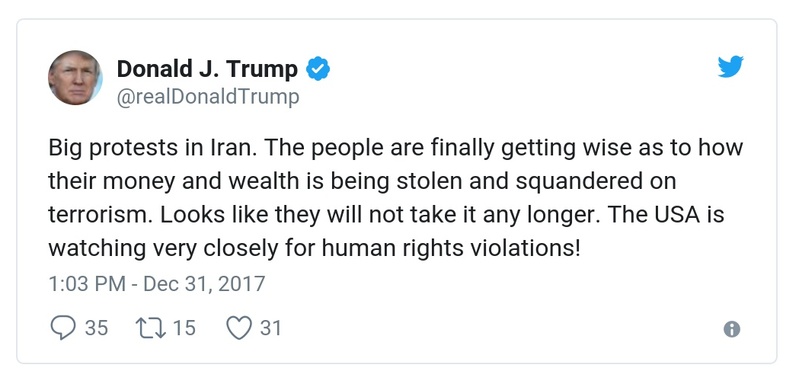 Donald J. Trump
@realDonaldTrump
Big protests in Iran. The people are finally getting wise as to how
their money and wealth is being stolen and squandered on
terrorism. Looks like they will not take it any longer. The USA is
watching very closely for human rights violations!
1:03 PM - Dec 31, 2017
35 15 31